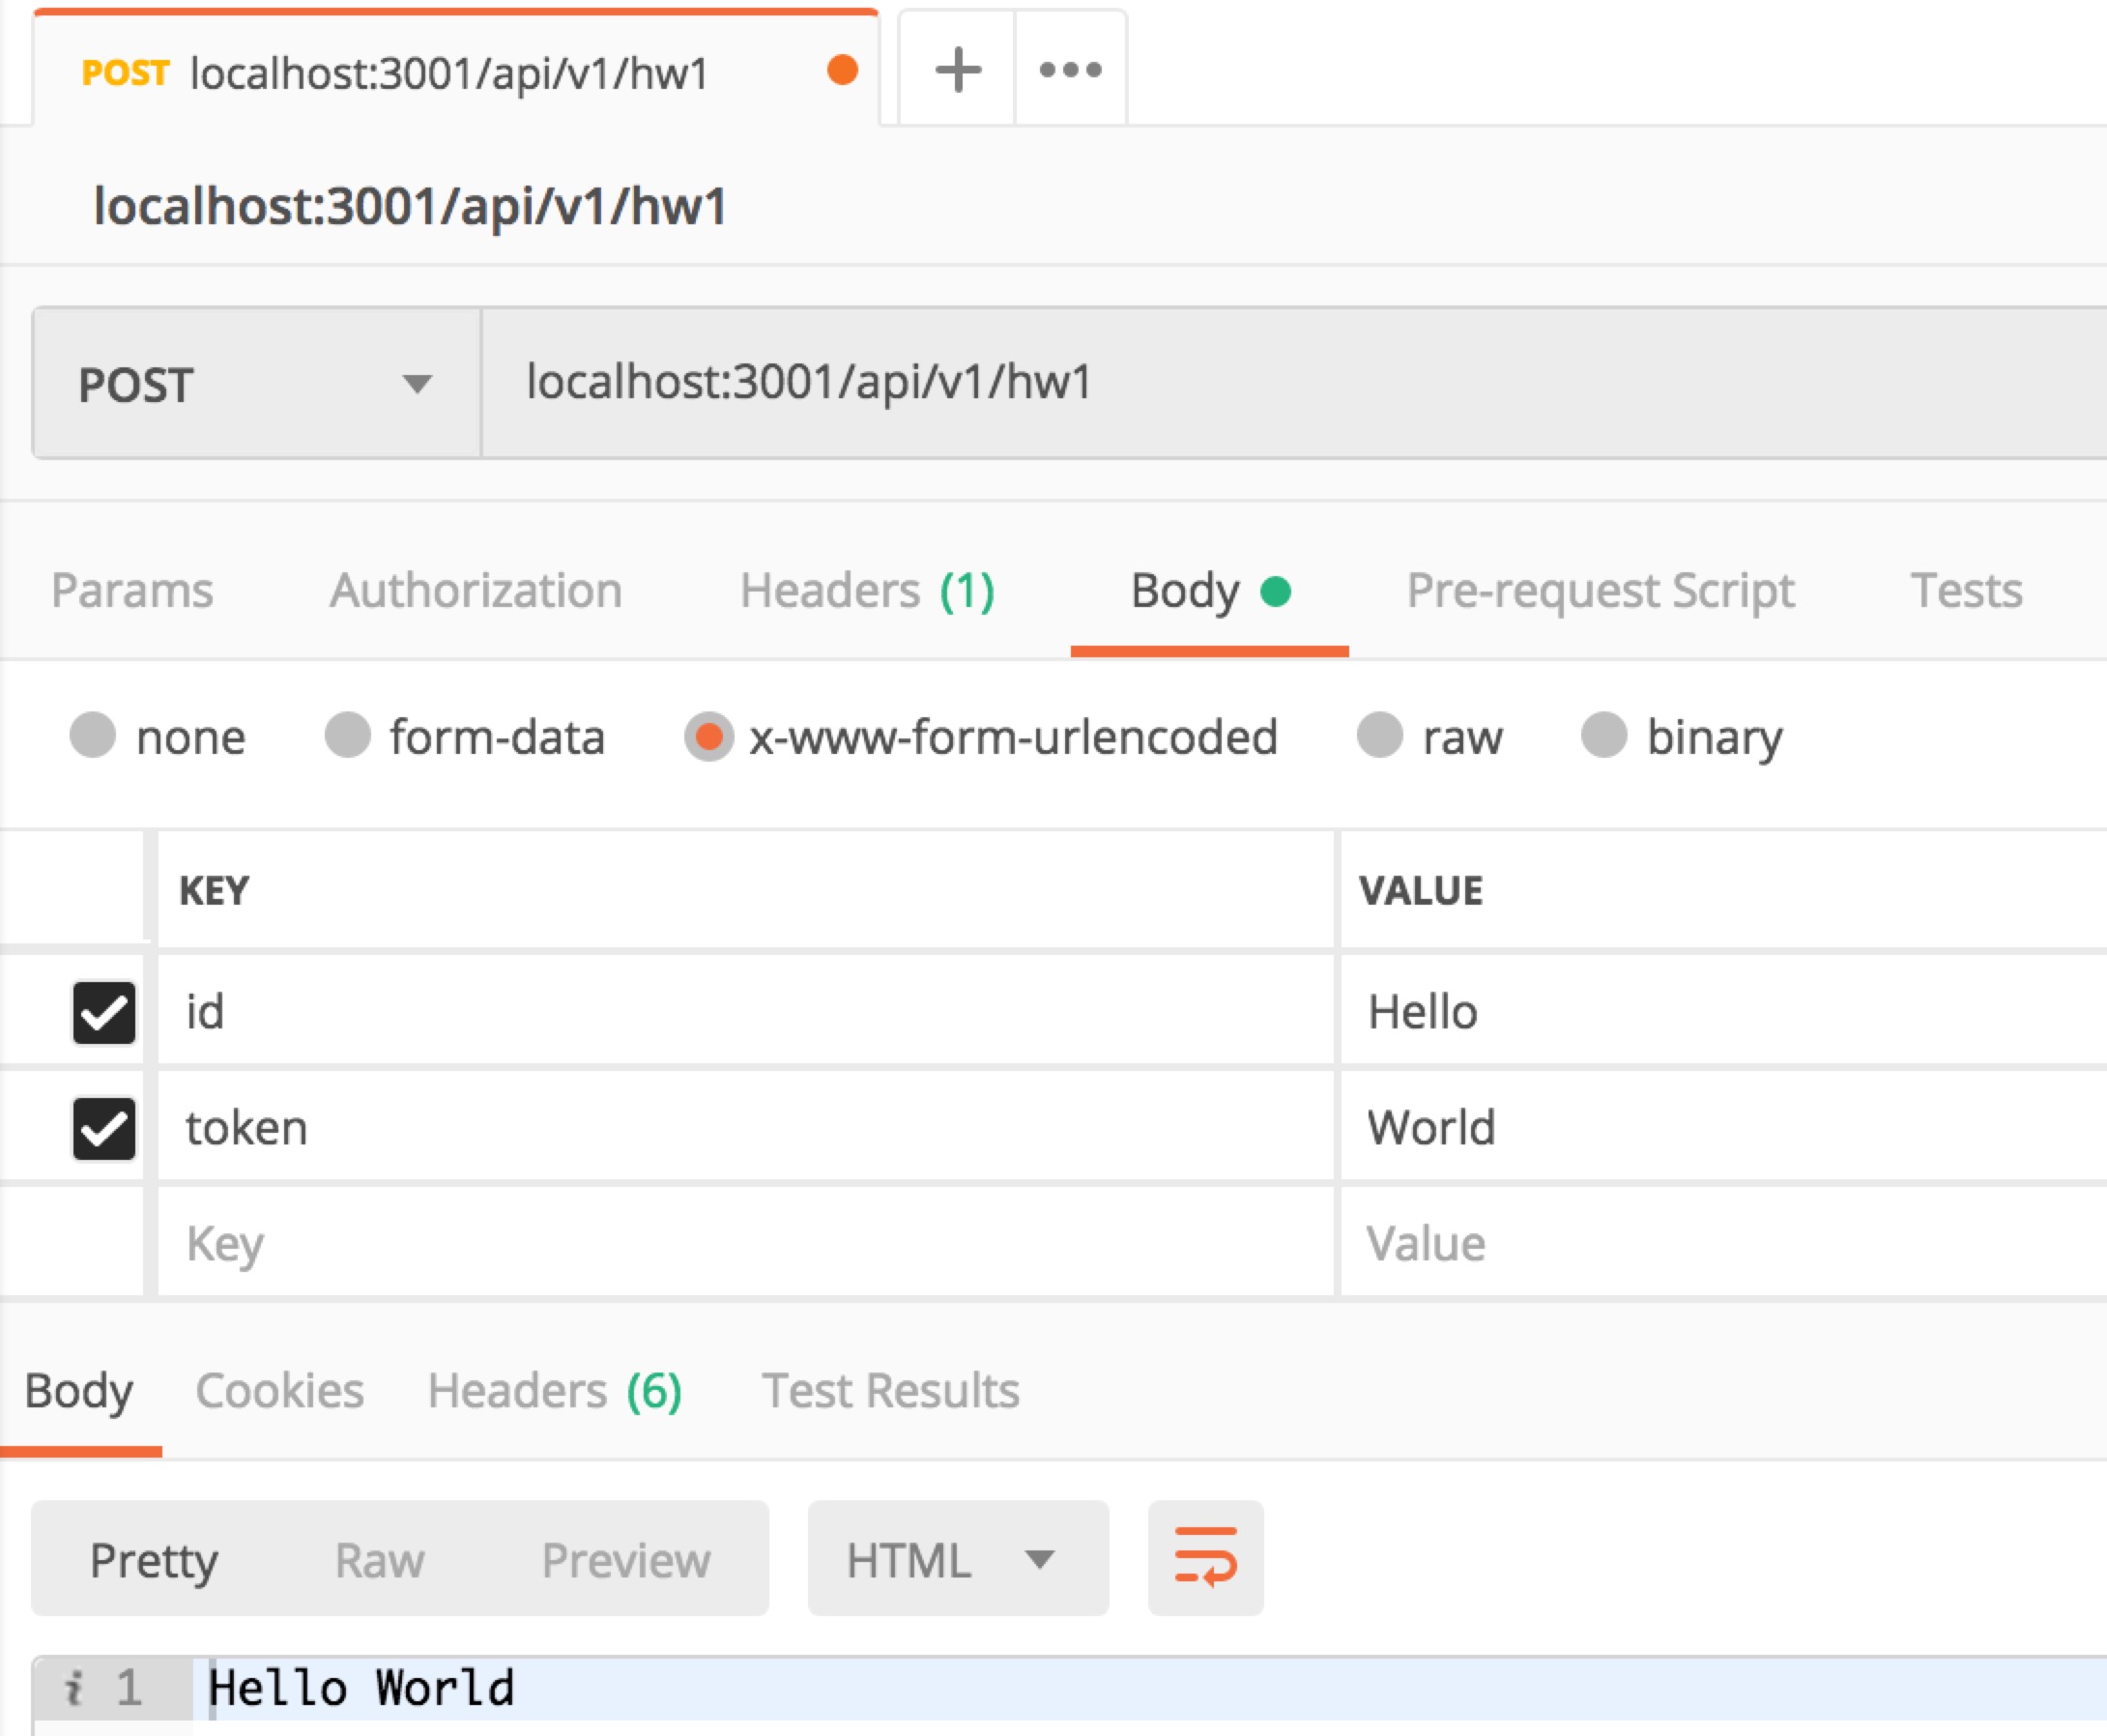 POST localhost:3001/api/v1/hw1
localhost:3001/api/v1/hw1
POST localhost:3001/api/v1/hw1
Params Authorization Headers (1) Body Pre-request Script Tests
none form-data x-www-form-urlencoded raw binary
KEY VALUE
id Hello
token World
Key Value
Body Cookies Headers (6) Test Results
Pretty Raw Preview HTML
i 1 Hello World